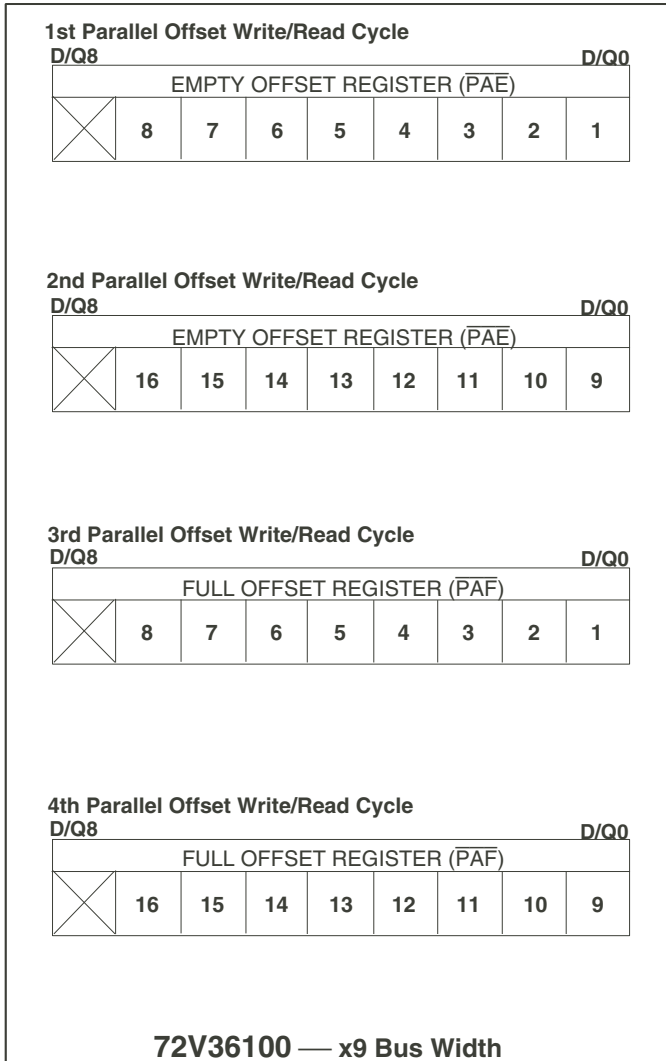 1st Parallel Offset Write/Read Cycle
D/Q8 D/Q0
EMPTY OFFSET REGISTER (P̅A̅E̅)
8 7 6 5 4 3 2 1
2nd Parallel Offset Write/Read Cycle
D/Q8 D/Q0
EMPTY OFFSET REGISTER (P̅A̅E̅)
16 15 14 13 12 11 10 9
3rd Parallel Offset Write/Read Cycle
D/Q8 D/Q0
FULL OFFSET REGISTER (P̅A̅F̅)
8 7 6 5 4 3 2 1
4th Parallel Offset Write/Read Cycle
D/Q8 D/Q0
FULL OFFSET REGISTER (P̅A̅F̅)
16 15 14 13 12 11 10 9
72V36100 — x9 Bus Width